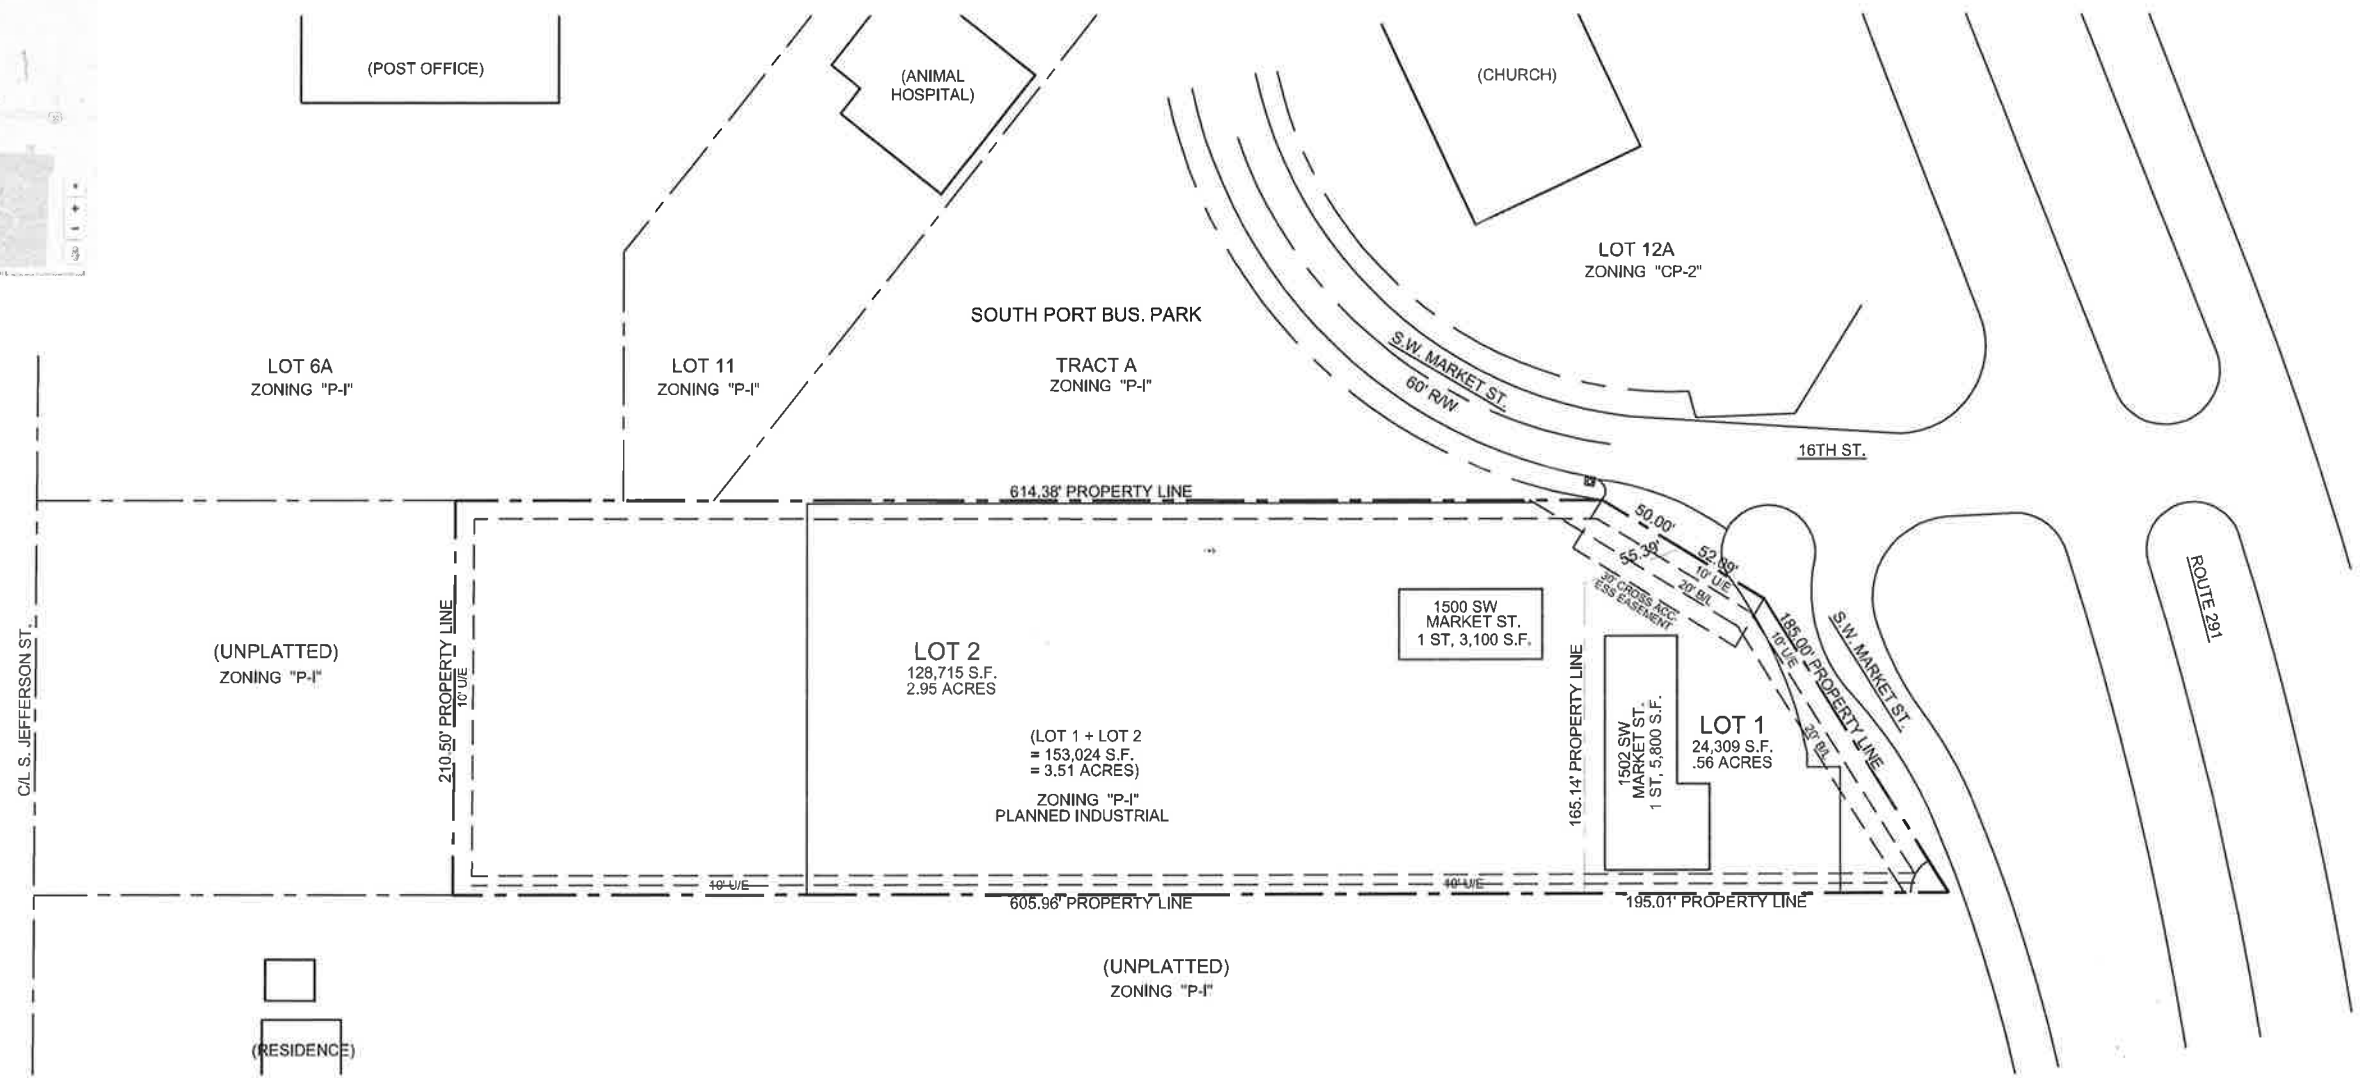 (POST OFFICE)
(ANIMAL
HOSPITAL)
(CHURCH)
LOT 12A
ZONING "CP-2"
SOUTH PORT BUS. PARK
LOT 6A
ZONING "P-I"
LOT 11
ZONING "P-I"
TRACT A
ZONING "P-I"
S.W. MARKET ST.
60' R/W
16TH ST.
614.38' PROPERTY LINE
50.00'
55.39'
52.89'
10' U/E
20' B/L
30' CROSS ACC-
ESS EASEMENT
ROUTE 291
C/L S. JEFFERSON ST.
(UNPLATTED)
ZONING "P-I"
210.50' PROPERTY LINE
10' U/E
LOT 2
128,715 S.F.
2.95 ACRES
1500 SW
MARKET ST.
1 ST, 3,100 S.F.
165.14' PROPERTY LINE
1502 SW
MARKET ST.
1 ST, 5,800 S.F.
LOT 1
24,309 S.F.
.56 ACRES
185.00' PROPERTY LINE
10' U/E
20' B/L
S.W. MARKET ST.
(LOT 1 + LOT 2
= 153,024 S.F.
= 3.51 ACRES)
ZONING "P-I"
PLANNED INDUSTRIAL
10' U/E
10' U/E
605.96' PROPERTY LINE
195.01' PROPERTY LINE
(UNPLATTED)
ZONING "P-I"
(RESIDENCE)